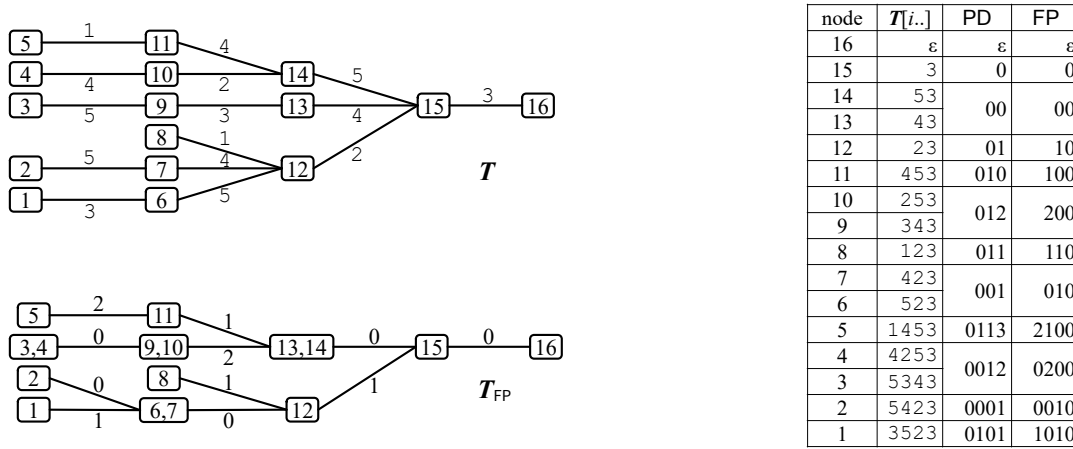 5 1 11 4
4 4 10 2 14 5
3 5 9 3 13 4 15 3 16
8 1
2 5 7 4 12 2 T
1 3 6 5
5 2 11 1
3,4 0 9,10 2 13,14 0 15 0 16
2 0 8 1 1 T_FP
1 1 6,7 0 12
node T[i..] PD FP
16 ε ε ε
15 3 0 0
14 53 00 00
13 43
12 23 01 10
11 453 010 100
10 253 012 200
9 343
8 123 011 110
7 423 001 010
6 523
5 1453 0113 2100
4 4253 0012 0200
3 5343
2 5423 0001 0010
1 3523 0101 1010